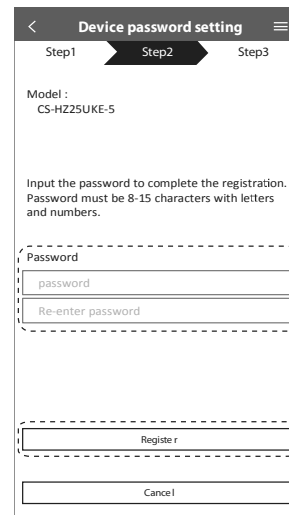 Device password setting
Step1 Step2 Step3
Model :
CS-HZ25UKE-5
Input the password to complete the registration.
Password must be 8-15 characters with letters
and numbers.
Password
password
Re-enter password
Register
Cancel